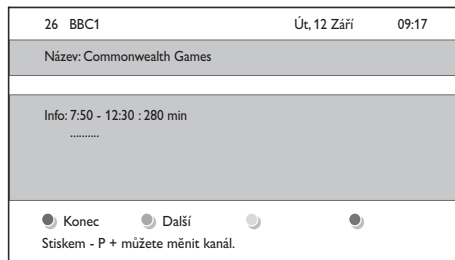 26 BBC1 Út, 12 Září 09:17
Název: Commonwealth Games
Info: 7:50 - 12:30 : 280 min
..........
Konec Další
Stiskem - P + můžete měnit kanál.